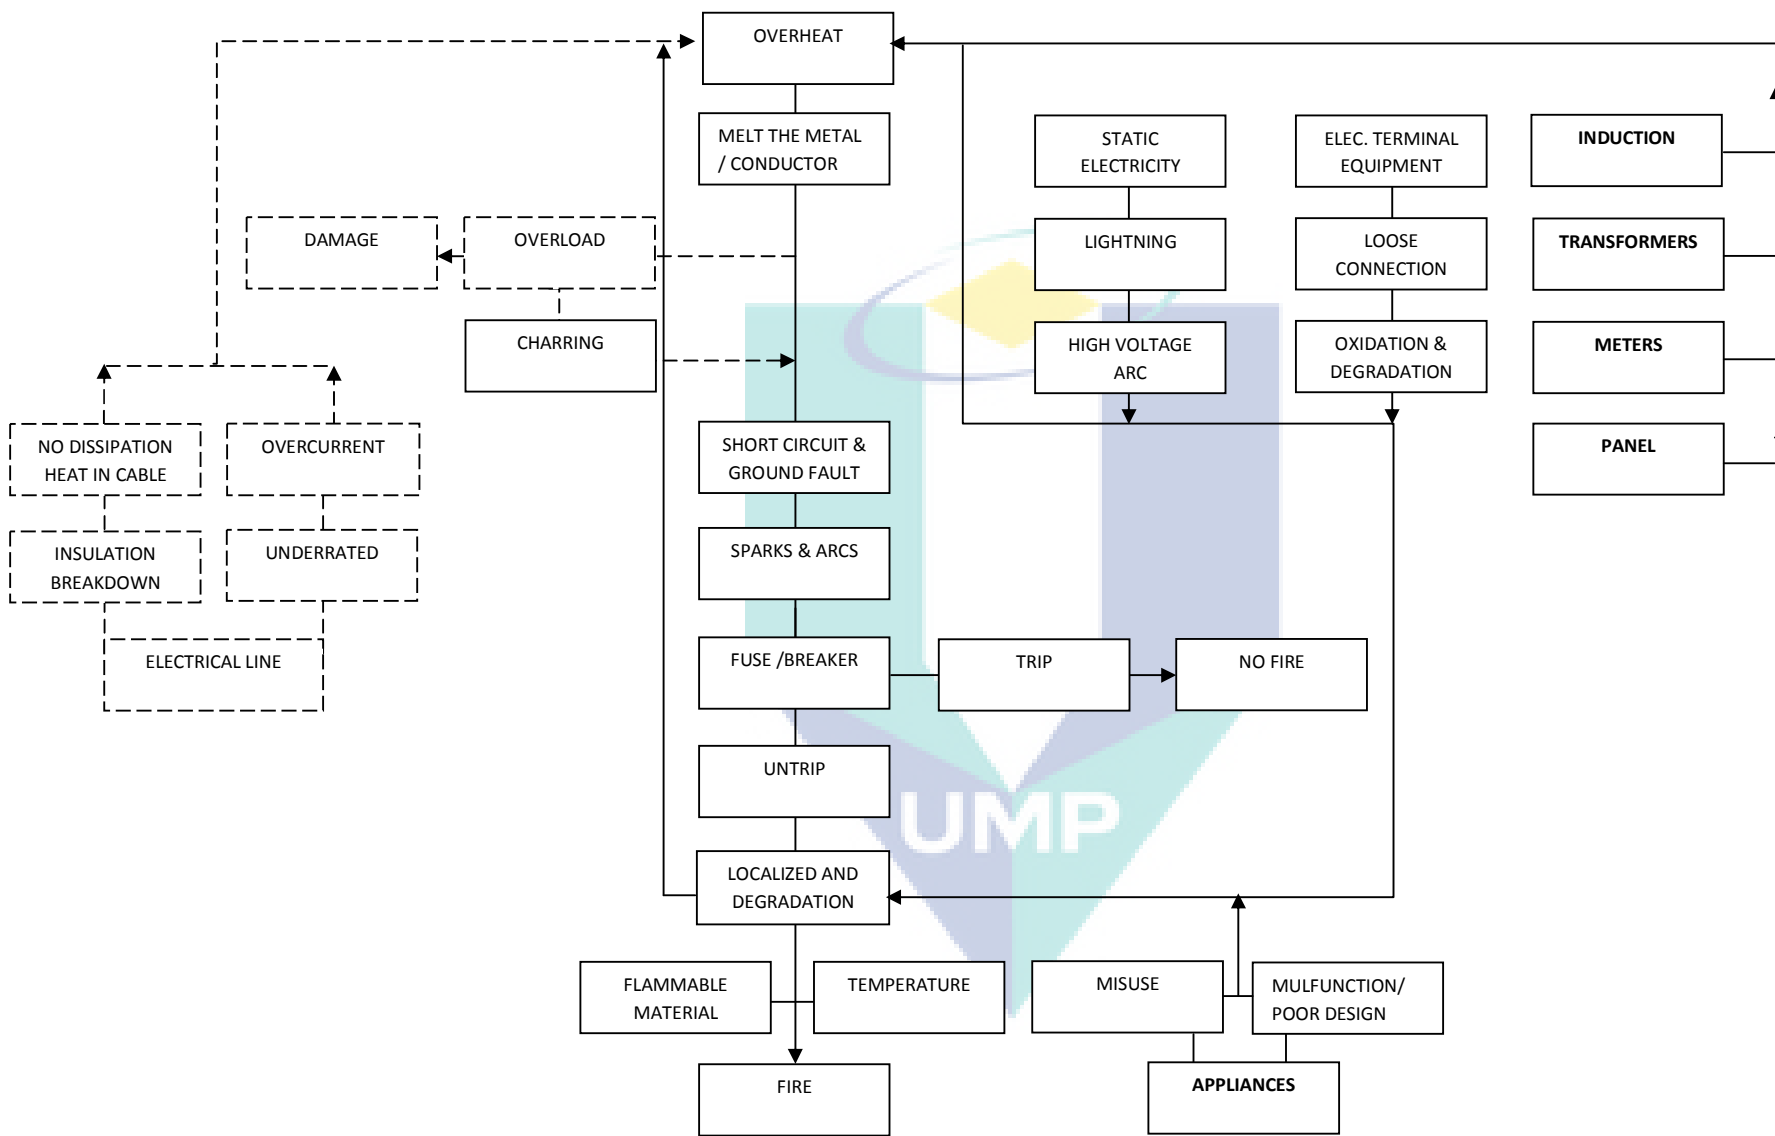 OVERHEAT
MELT THE METAL
/ CONDUCTOR
STATIC
ELECTRICITY
ELEC. TERMINAL
EQUIPMENT
INDUCTION
DAMAGE
OVERLOAD
LIGHTNING
LOOSE
CONNECTION
TRANSFORMERS
CHARRING
HIGH VOLTAGE
ARC
OXIDATION &
DEGRADATION
METERS
NO DISSIPATION
HEAT IN CABLE
OVERCURRENT
SHORT CIRCUIT &
GROUND FAULT
PANEL
INSULATION
BREAKDOWN
UNDERRATED
SPARKS & ARCS
ELECTRICAL LINE
FUSE /BREAKER
TRIP
NO FIRE
UNTRIP
UMP
LOCALIZED AND
DEGRADATION
FLAMMABLE
MATERIAL
TEMPERATURE
MISUSE
MULFUNCTION/
POOR DESIGN
FIRE
APPLIANCES